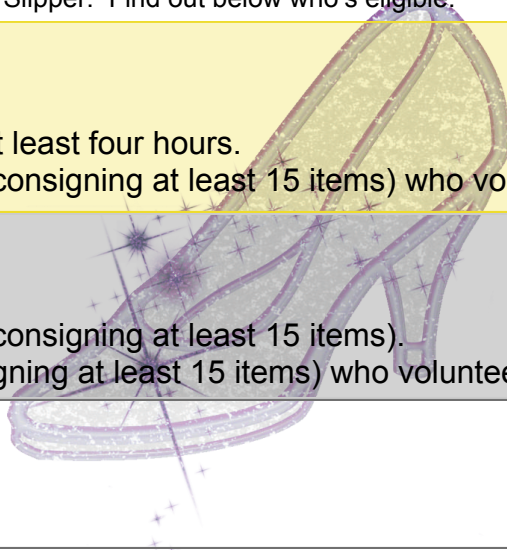 Slipper. Find out below who's eligible.
t least four hours.
consigning at least 15 items) who vo
consigning at least 15 items).
gning at least 15 items) who voluntee